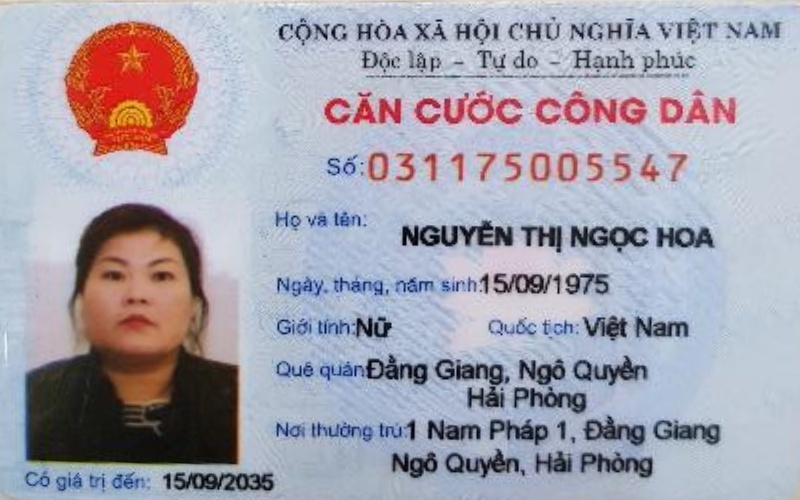 CỘNG HÒA XÃ HỘI CHỦ NGHĨA VIỆT NAM
Độc lập - Tự do - Hạnh phúc
CĂN CƯỚC CÔNG DÂN
Số: 031175005547
Họ và tên:
NGUYỄN THỊ NGỌC HOA
Ngày, tháng, năm sinh: 15/09/1975
Giới tính: Nữ Quốc tịch: Việt Nam
Quê quán: Đằng Giang, Ngô Quyền
Hải Phòng
Nơi thường trú: 1 Nam Pháp 1, Đằng Giang
Ngô Quyền, Hải Phòng
Có giá trị đến: 15/09/2035